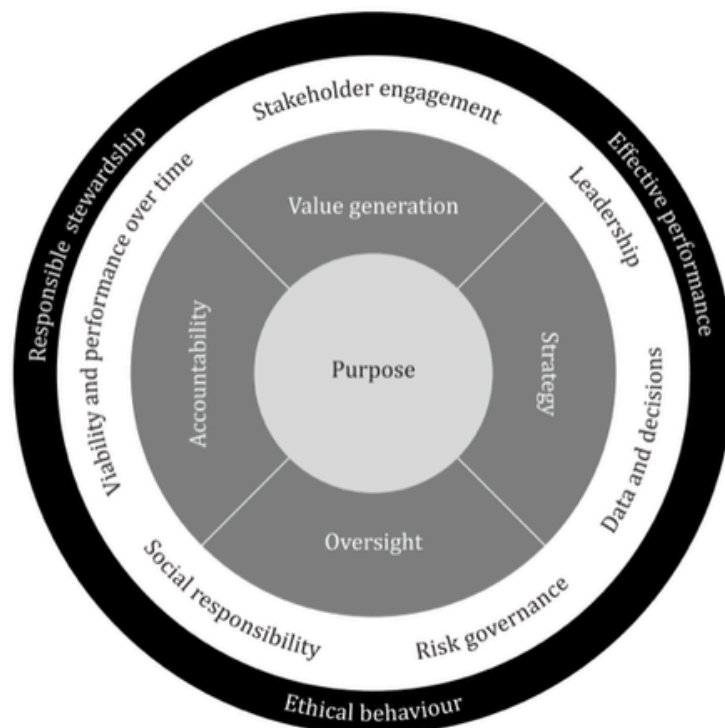 Responsible stewardship
Effective performance
Ethical behaviour
Stakeholder engagement
Leadership
Data and decisions
Risk governance
Social responsibility
Viability and performance over time
Value generation
Strategy
Oversight
Accountability
Purpose